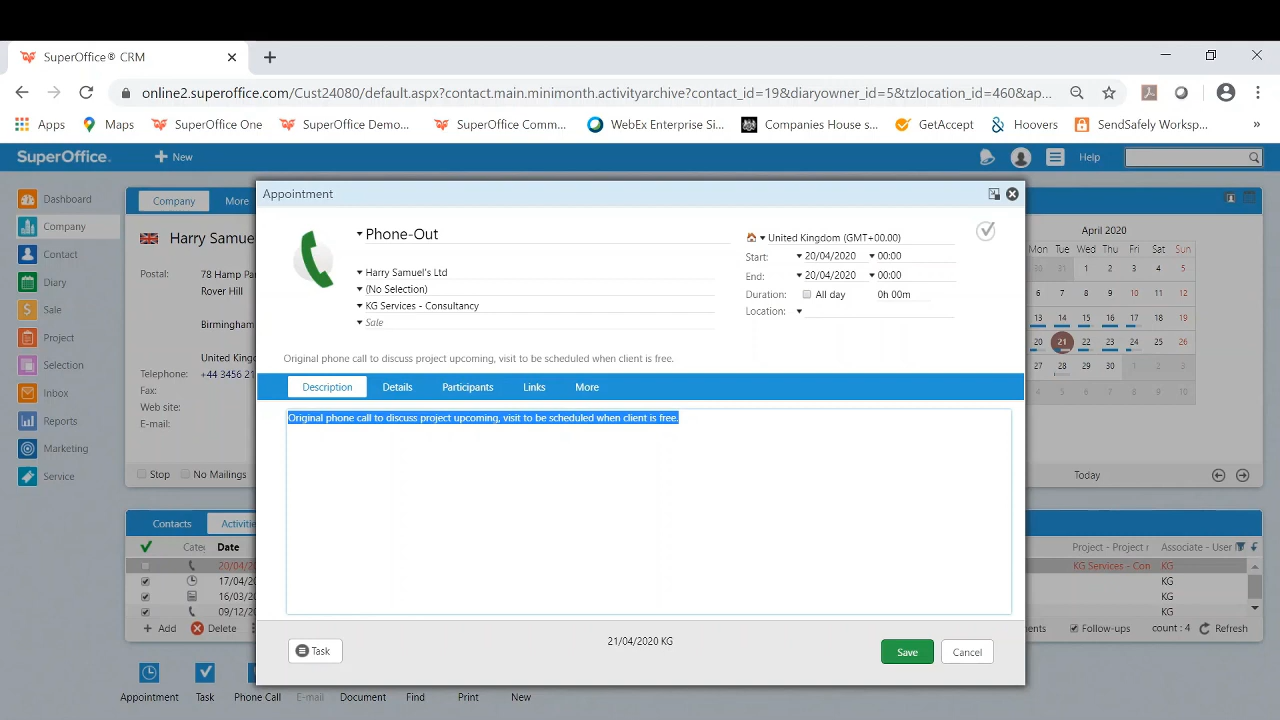 SuperOffice® CRM
online2.superoffice.com/Cust24080/default.aspx?contact.main.minimonth.activityarchive?contact_id=19&diaryowner_id=5&tzlocation_id=460&ap...
Apps Maps SuperOffice One SuperOffice Demo... SuperOffice Comm... WebEx Enterprise Si... Companies House s... GetAccept Hoovers SendSafely Worksp... »
SuperOffice. New Help
Dashboard
Company
Contact
Diary
Sale
Project
Selection
Inbox
Reports
Marketing
Service
Company More
Harry Samue
Postal: 78 Hamp Pa
Rover Hill
Birmingham
United Kingd
Telephone: +44 3456 21
Fax:
Web site:
E-mail:
Stop No Mailings
Appointment
Phone-Out
Harry Samuel's Ltd
(No Selection)
KG Services - Consultancy
Sale
United Kingdom (GMT+00.00)
Start: 20/04/2020 00:00
End: 20/04/2020 00:00
Duration: All day 0h 00m
Location:
Original phone call to discuss project upcoming, visit to be scheduled when client is free.
Description Details Participants Links More
Original phone call to discuss project upcoming, visit to be scheduled when client is free.
Task
21/04/2020 KG
Save Cancel
April 2020
Mon Tue Wed Thu Fri Sat Sun
30 31 1 2 3 4 5
6 7 8 9 10 11 12
13 14 15 16 17 18 19
20 21 22 23 24 25 26
27 28 29 30 1 2 3
4 5 6 7 8 9 10
Today
Contacts Activitie
Date Project - Project Associate - User
20/04/2 KG Services - Con KG
17/04/20 KG
16/03/20 KG
09/12/20 KG
Add Delete ments Follow-ups count : 4 Refresh
Appointment Task Phone Call E-mail Document Find Print New